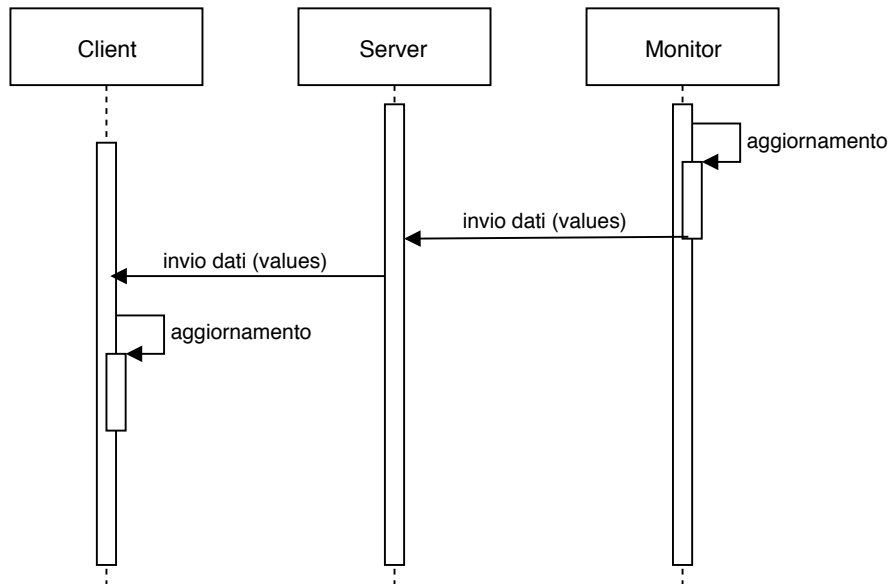 Client
Server
Monitor
aggiornamento
invio dati (values)
invio dati (values)
aggiornamento